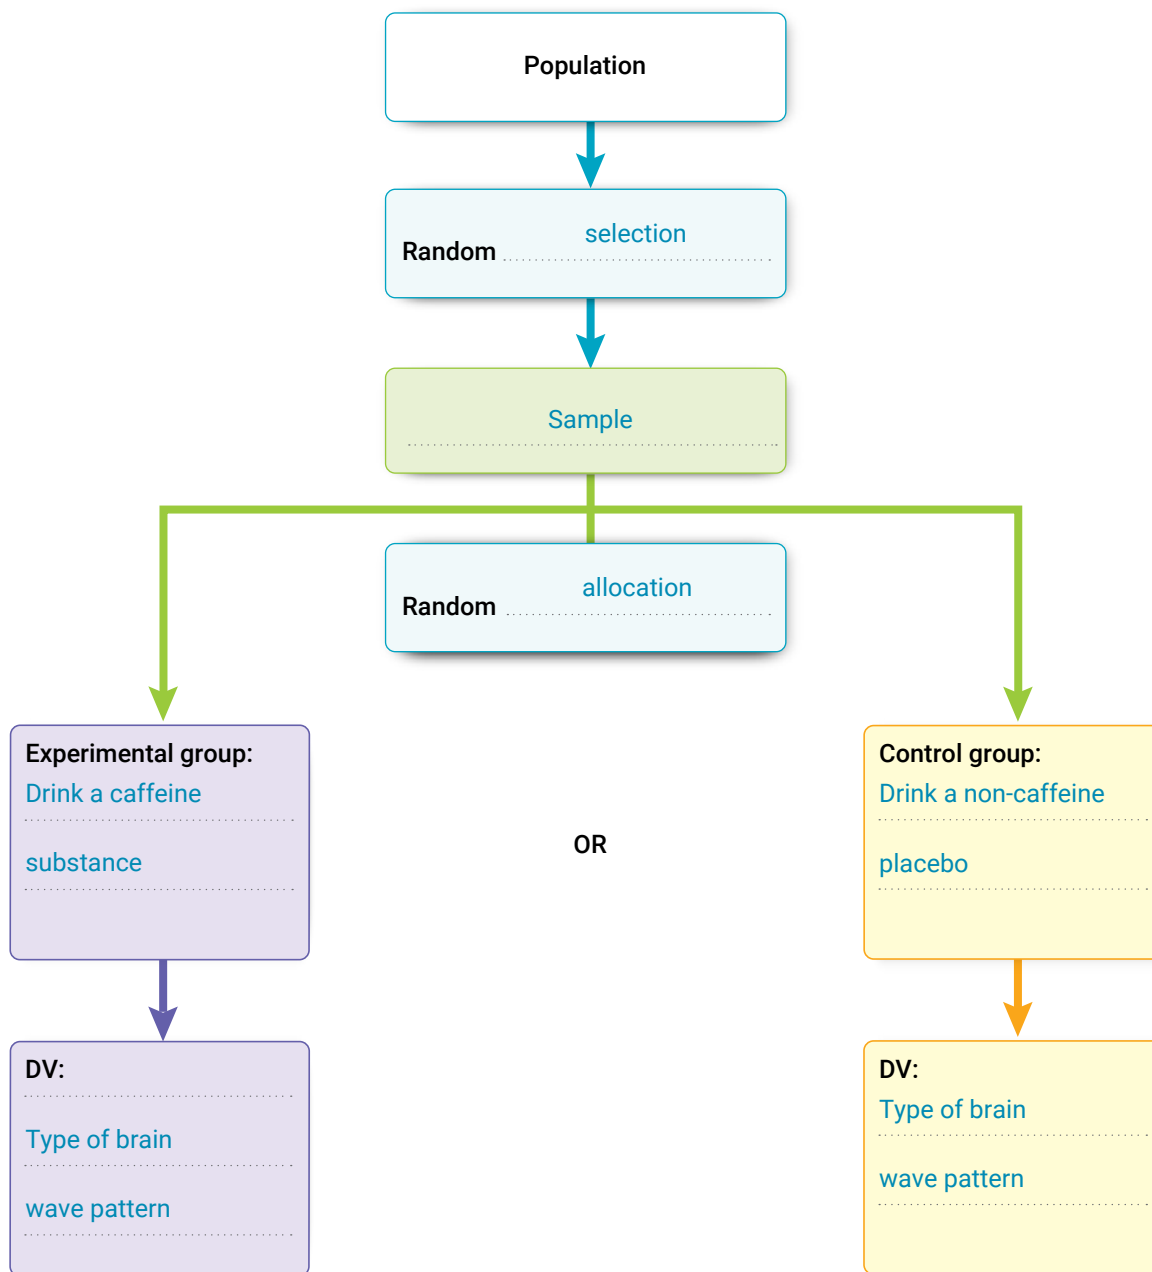 Population
Random selection
Sample
Random allocation
Experimental group:
Drink a caffeine
substance
OR
Control group:
Drink a non-caffeine
placebo
DV:
Type of brain
wave pattern
DV:
Type of brain
wave pattern